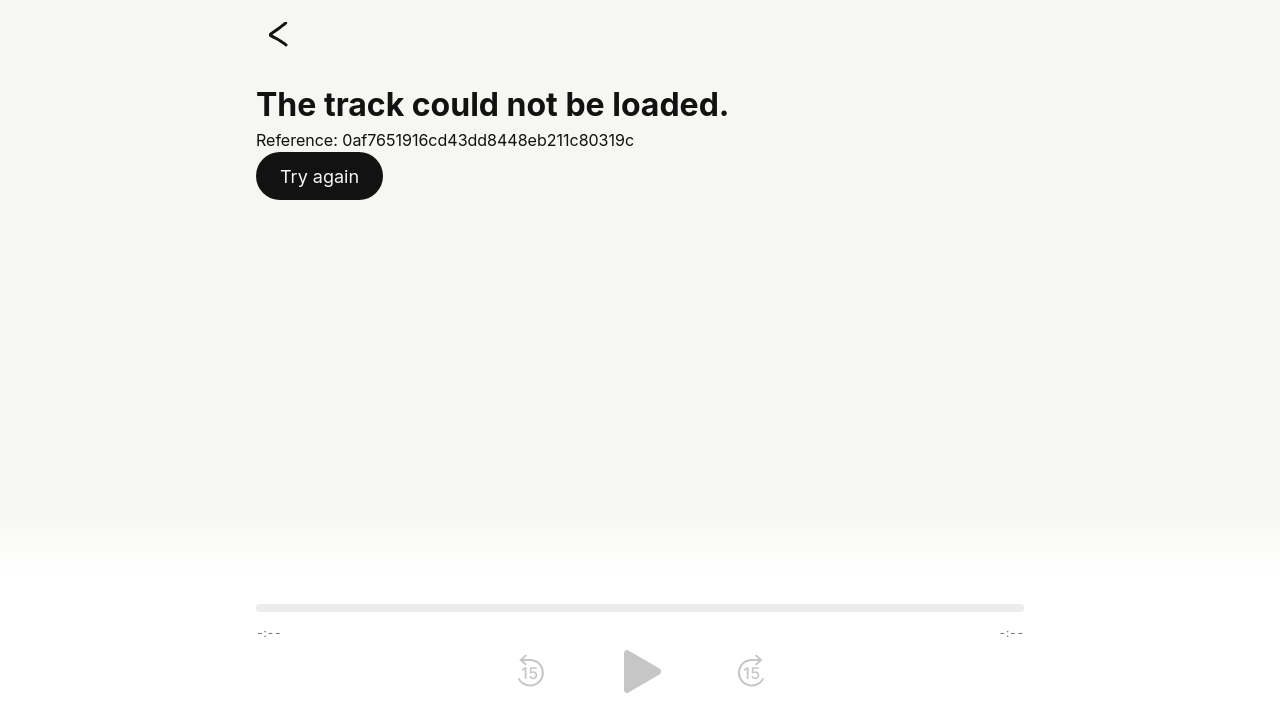 The track could not be loaded.
Reference: 0af7651916cd43dd8448eb211c80319c
Try again
-:-- -:--
15 15